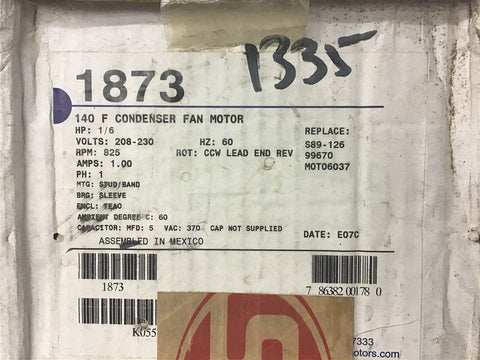 1873
1335
140 F CONDENSER FAN MOTOR
HP: 1/6
VOLTS: 208-230 HZ: 60 REPLACE:
RPM: 825 ROT: CCW LEAD END REV S89-126
AMPS: 1.00 99670
PH: 1 MOT06037
MTG: STUD/BAND
BRG: SLEEVE
ENCL: TEAO
AMBIENT DEGREE C: 60
CAPACITOR: MFD: 5 VAC: 370 CAP NOT SUPPLIED
DATE: E07C
ASSEMBLED IN MEXICO
1873
7 86382 00178 0
K055
7333
otors.com